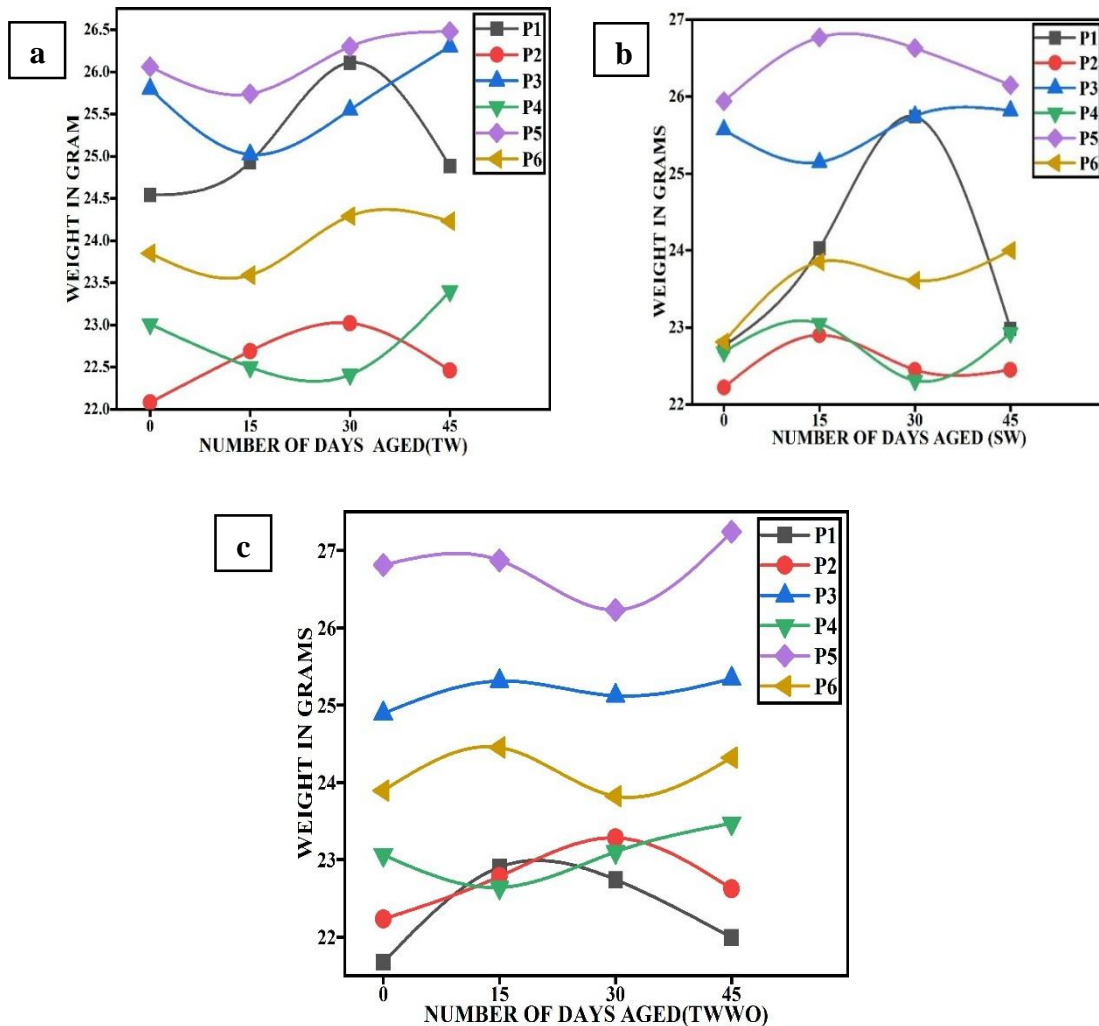 a
WEIGHT IN GRAM
26.5
26.0
25.5
25.0
24.5
24.0
23.5
23.0
22.5
22.0
0 15 30 45
NUMBER OF DAYS AGED(TW)
P1
P2
P3
P4
P5
P6
b
WEIGHT IN GRAMS
27
26
25
24
23
22
0 15 30 45
NUMBER OF DAYS AGED (SW)
P1
P2
P3
P4
P5
P6
c
WEIGHT IN GRAMS
27
26
25
24
23
22
0 15 30 45
NUMBER OF DAYS AGED(TWWO)
P1
P2
P3
P4
P5
P6